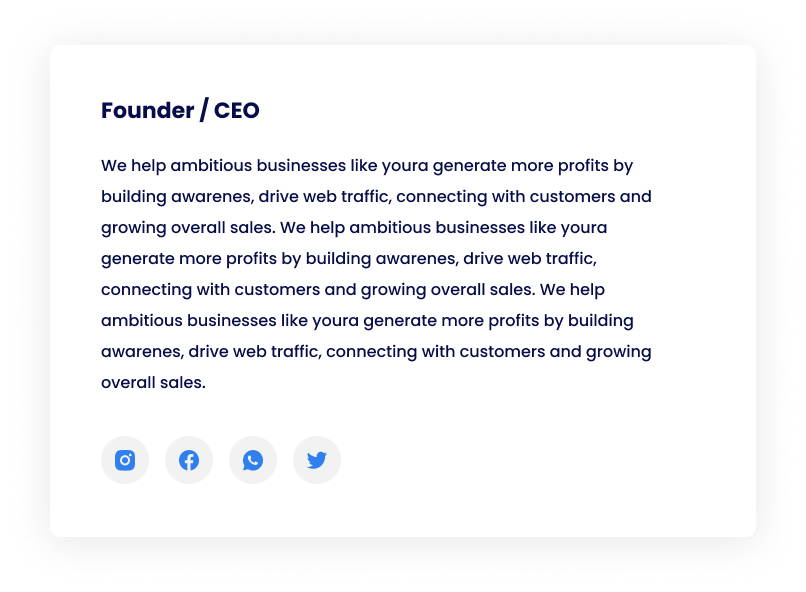 Founder / CEO
We help ambitious businesses like youra generate more profits by
building awarenes, drive web traffic, connecting with customers and
growing overall sales. We help ambitious businesses like youra
generate more profits by building awarenes, drive web traffic,
connecting with customers and growing overall sales. We help
ambitious businesses like youra generate more profits by building
awarenes, drive web traffic, connecting with customers and growing
overall sales.